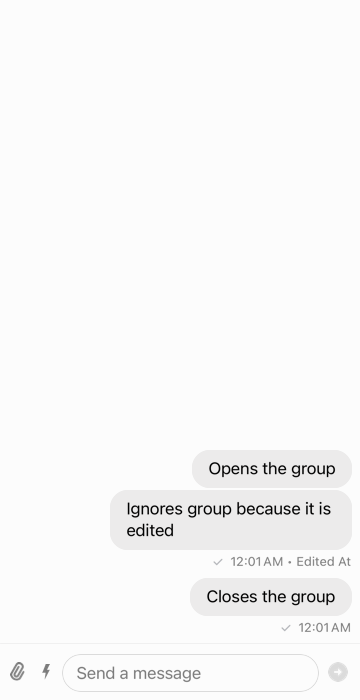 Opens the group
Ignores group because it is
edited
12:01 AM • Edited At
Closes the group
12:01 AM
Send a message